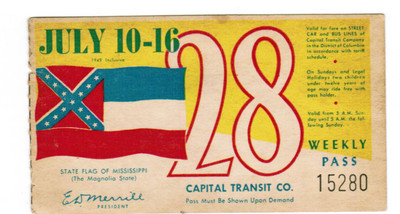 JULY 10-16
1949 Inclusive
28
Valid for fare on STREET
CAR and BUS LINES of
Capital Transit Company
in the District of Columbia
in accordance with tariff
schedule.
On Sundays and Legal
Holidays two children
under twelve years of
age may ride free with
pass holder.
Valid from 3 A.M. Sun-
day until 3 A.M. the fol-
lowing Sunday.
WEEKLY
PASS
15280
STATE FLAG OF MISSISSIPPI
(The Magnolia State)
E D Merrill
PRESIDENT
CAPITAL TRANSIT CO.
Pass Must Be Shown Upon Demand